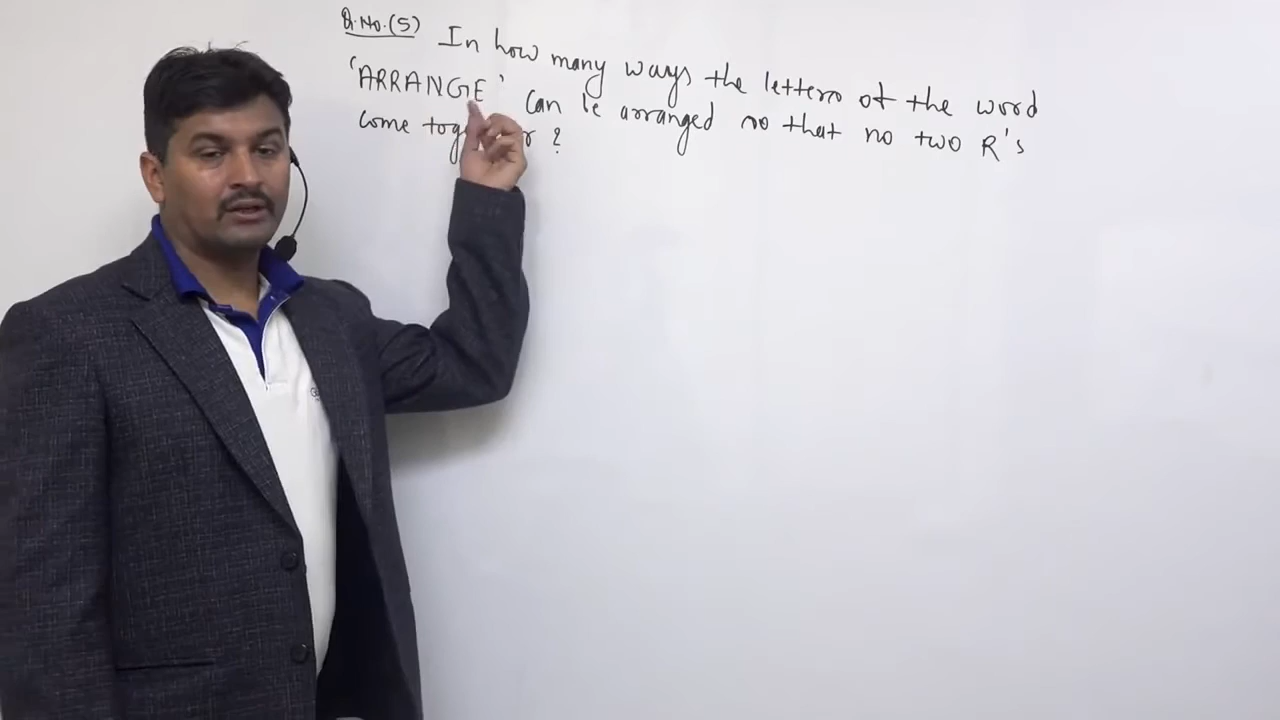 Q.No.(5) In how many ways the letters of the word
'ARRANGE' can be arranged so that no two R's
come ?